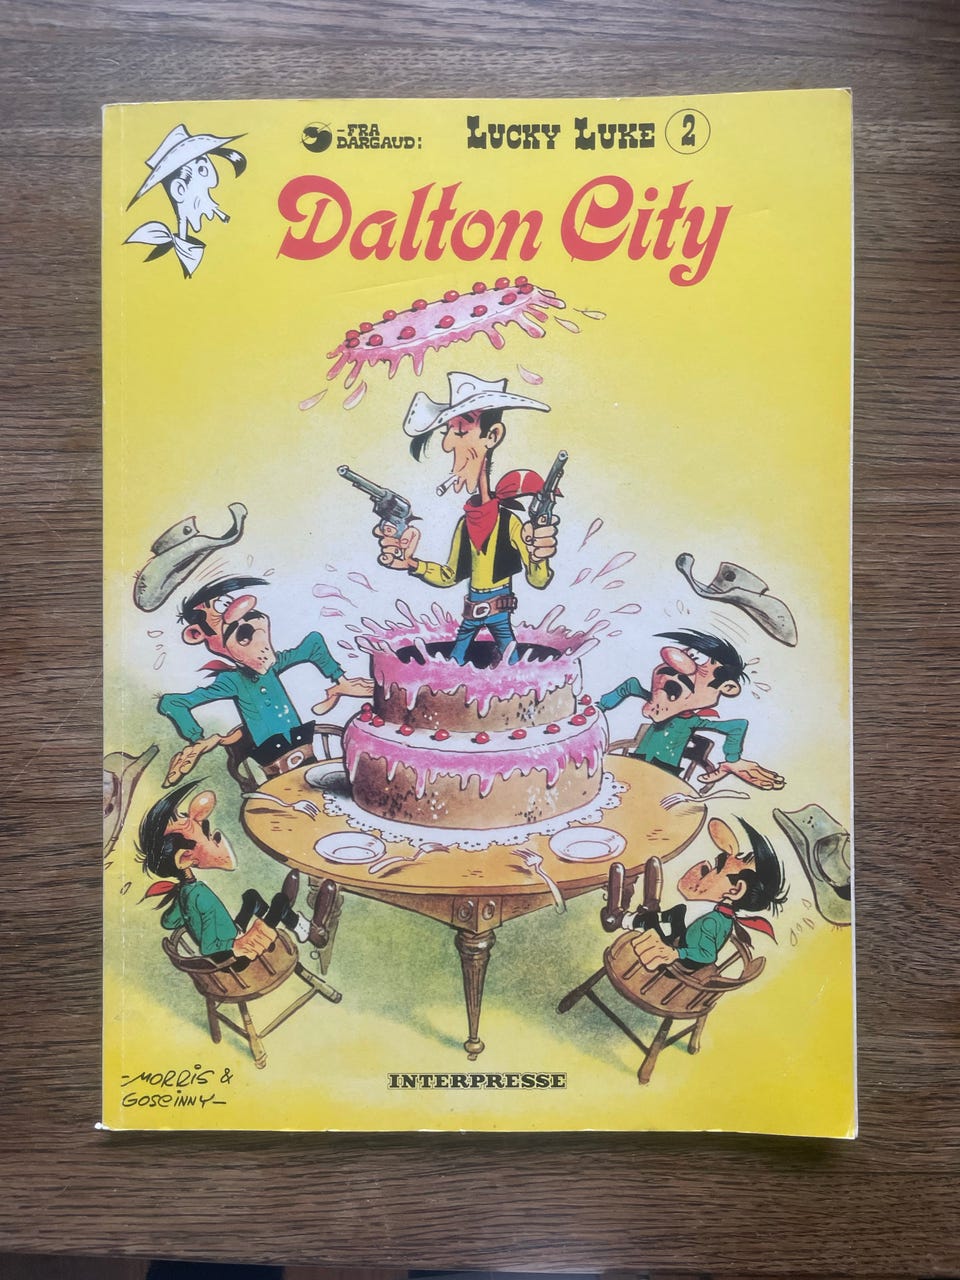 -FRA
DARGAUD:
LUCKY LUKE 2
Dalton City
-MORRIS &
GOSCINNY-
INTERPRESSE